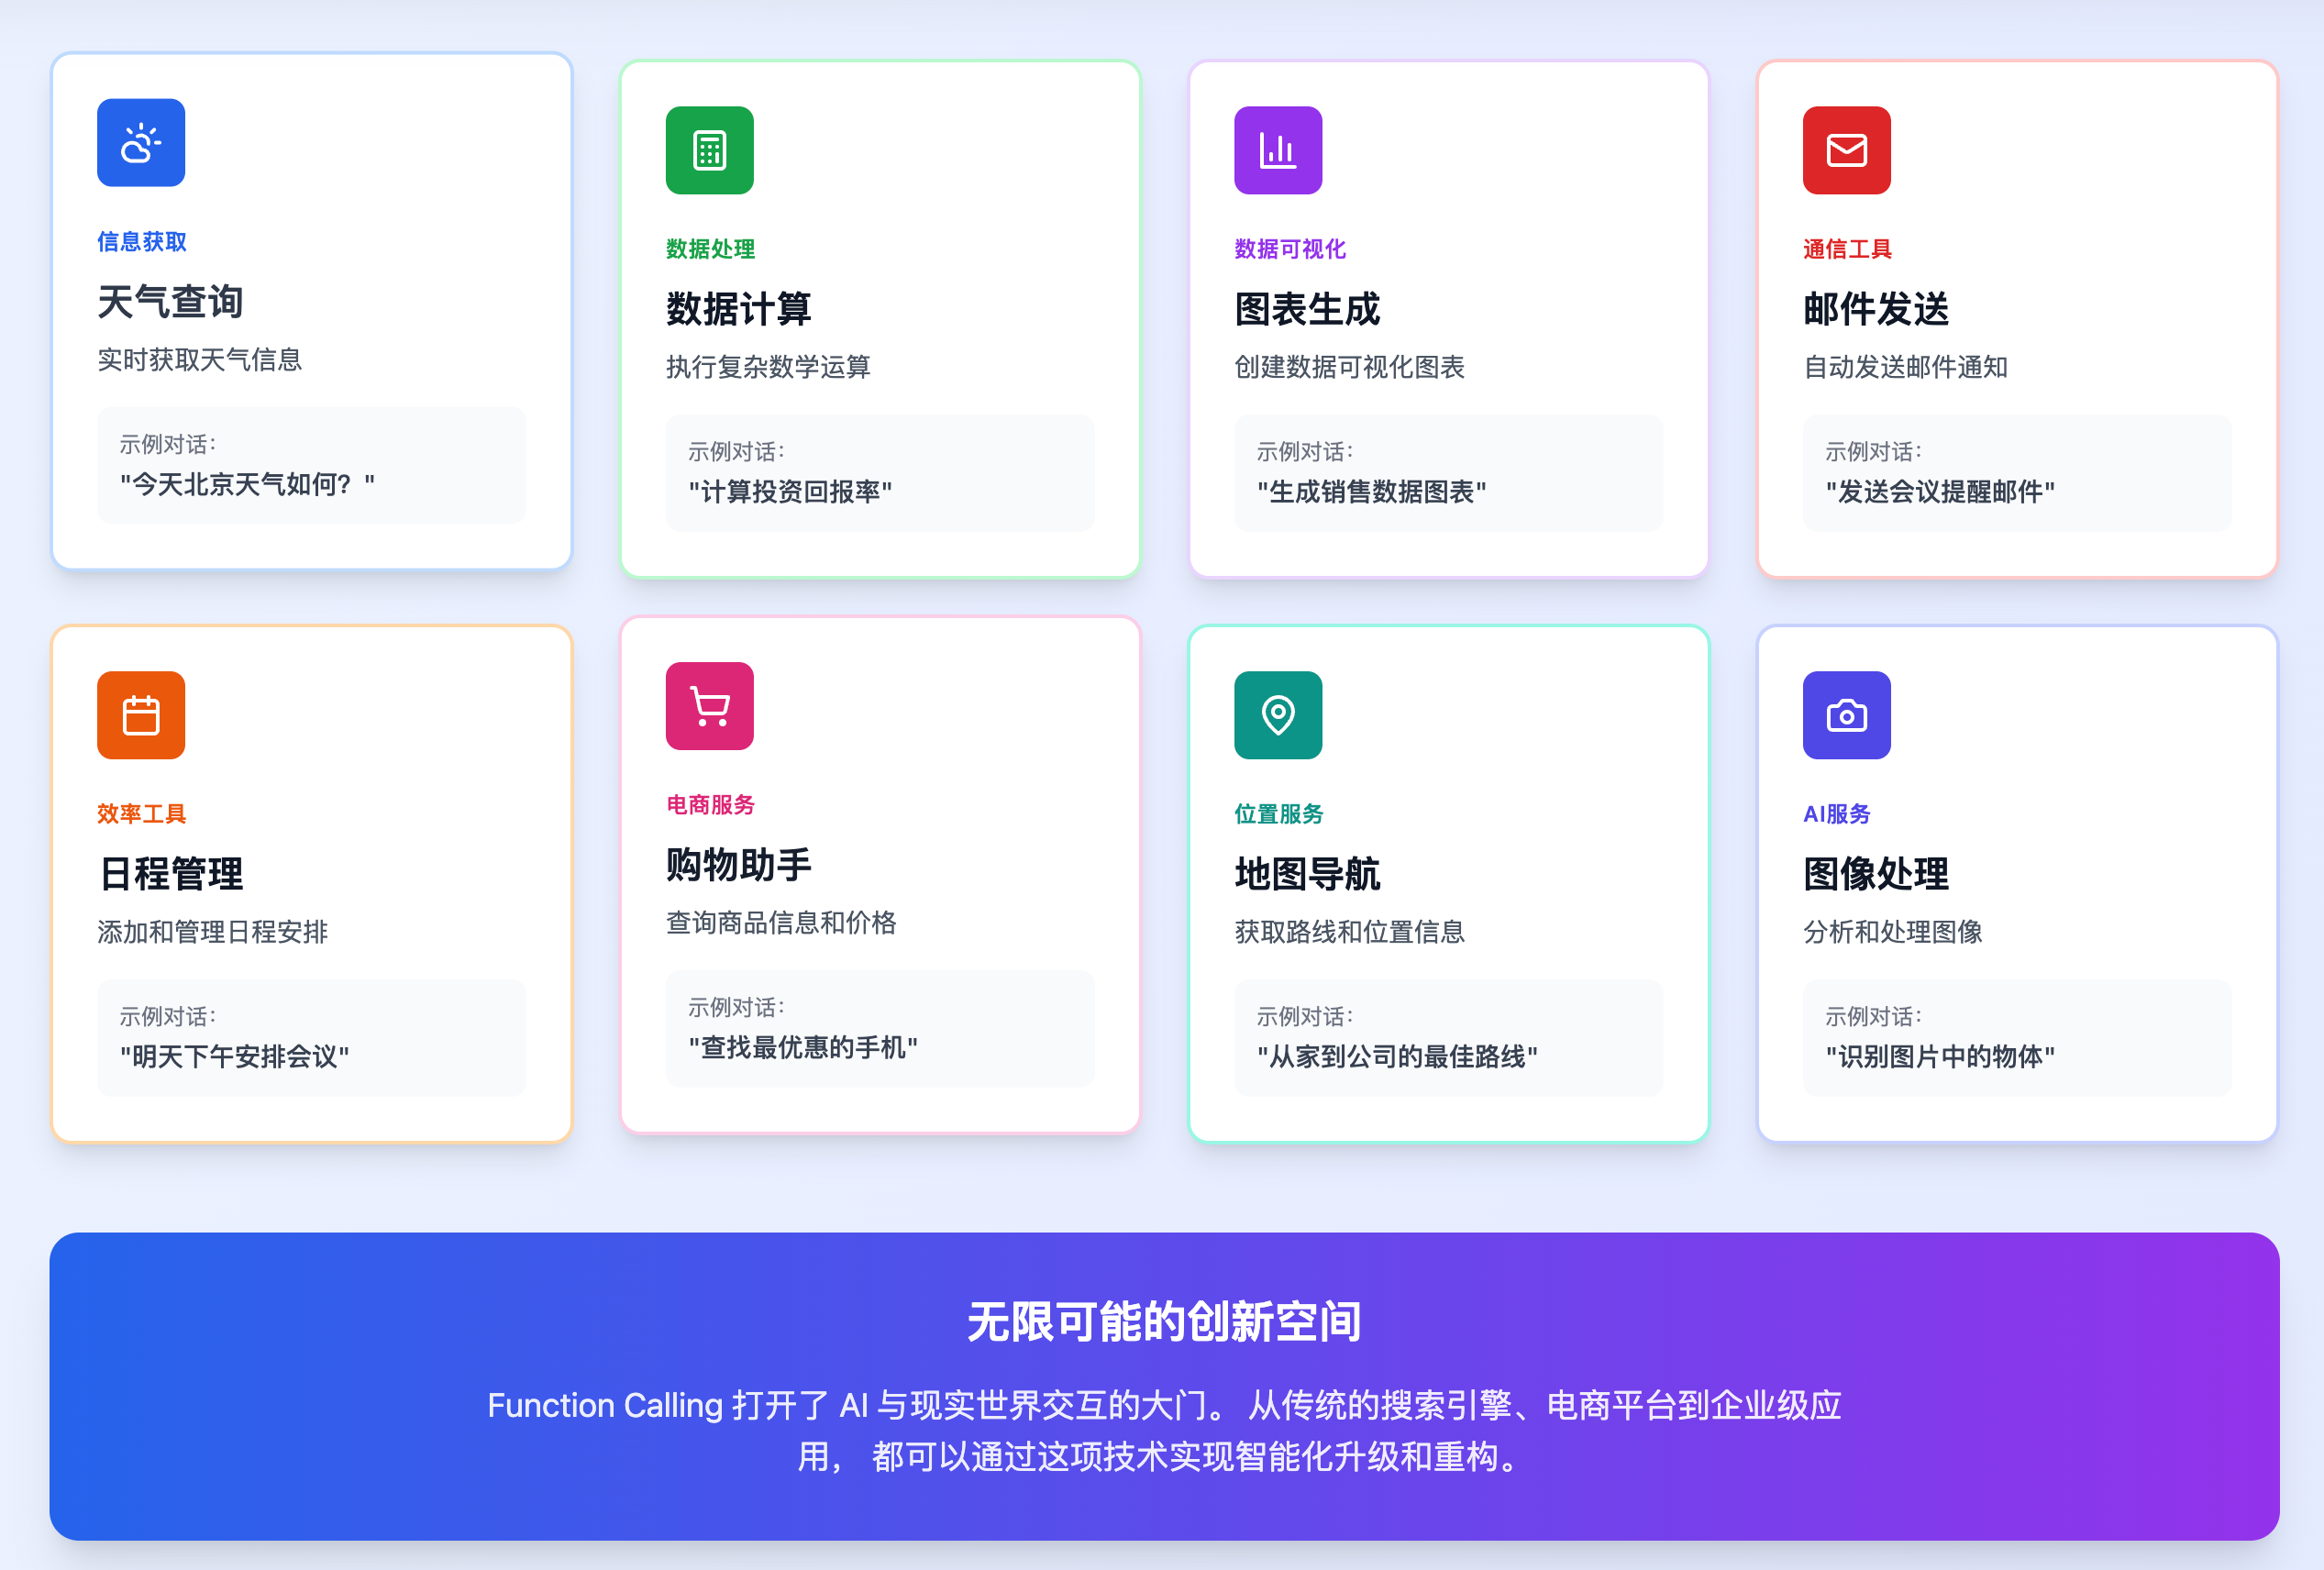 信息获取
天气查询
实时获取天气信息
示例对话：
"今天北京天气如何？"
数据处理
数据计算
执行复杂数学运算
示例对话：
"计算投资回报率"
数据可视化
图表生成
创建数据可视化图表
示例对话：
"生成销售数据图表"
通信工具
邮件发送
自动发送邮件通知
示例对话：
"发送会议提醒邮件"
效率工具
日程管理
添加和管理日程安排
示例对话：
"明天下午安排会议"
电商服务
购物助手
查询商品信息和价格
示例对话：
"查找最优惠的手机"
位置服务
地图导航
获取路线和位置信息
示例对话：
"从家到公司的最佳路线"
AI服务
图像处理
分析和处理图像
示例对话：
"识别图片中的物体"
无限可能的创新空间
Function Calling 打开了 AI 与现实世界交互的大门。 从传统的搜索引擎、电商平台到企业级应
用， 都可以通过这项技术实现智能化升级和重构。